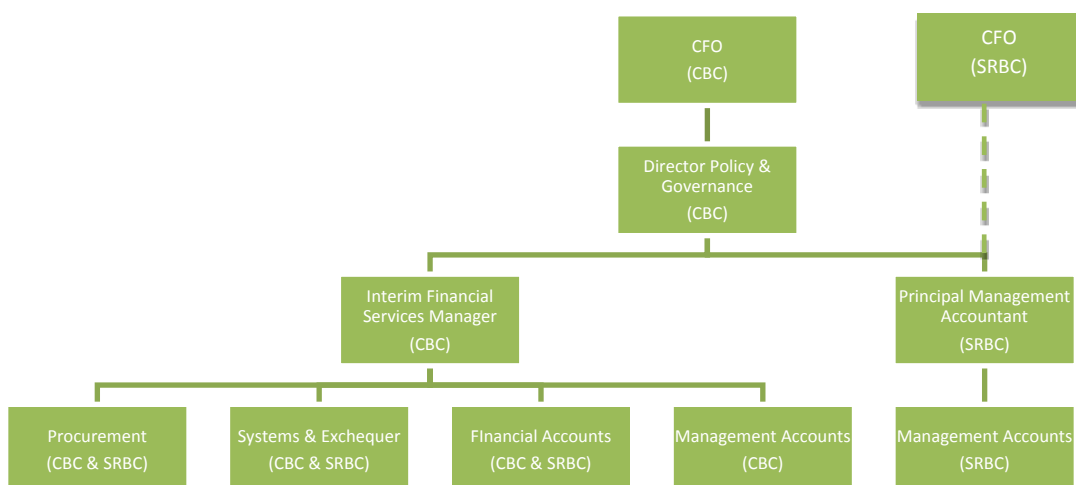 CFO
(CBC)
CFO
(SRBC)
Director Policy &
Governance
(CBC)
Interim Financial
Services Manager
(CBC)
Principal Management
Accountant
(SRBC)
Procurement
(CBC & SRBC)
Systems & Exchequer
(CBC & SRBC)
FInancial Accounts
(CBC & SRBC)
Management Accounts
(CBC)
Management Accounts
(SRBC)